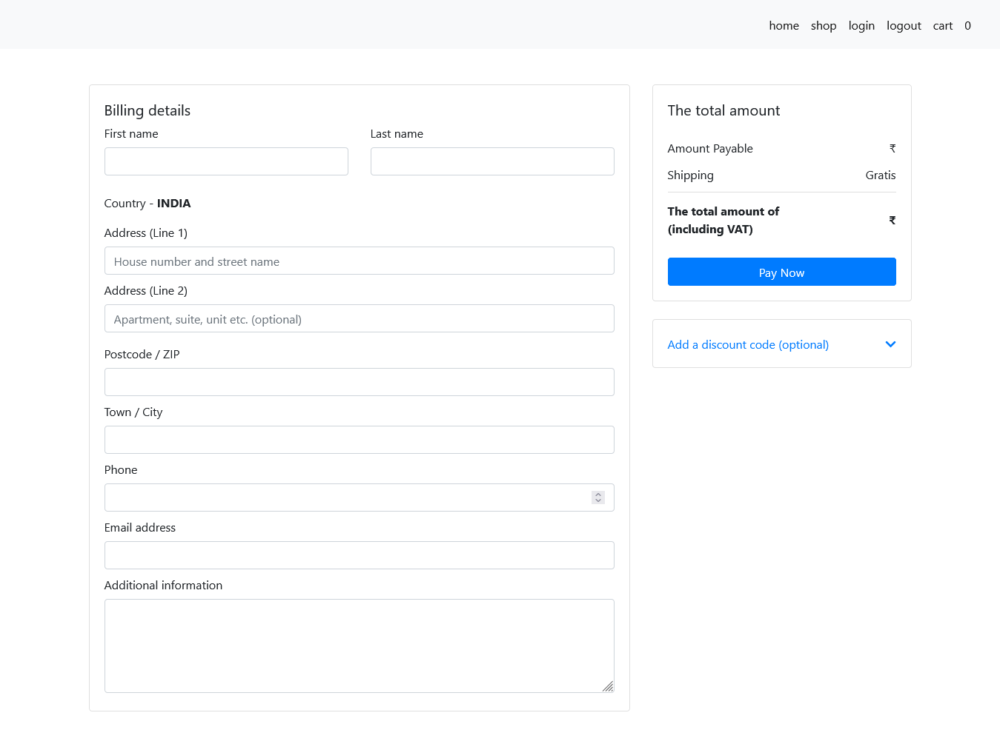 home shop login logout cart 0
Billing details
First name
Last name
Country - INDIA
Address (Line 1)
House number and street name
Address (Line 2)
Apartment, suite, unit etc. (optional)
Postcode / ZIP
Town / City
Phone
Email address
Additional information
The total amount
Amount Payable ₹
Shipping Gratis
The total amount of
(including VAT) ₹
Pay Now
Add a discount code (optional)